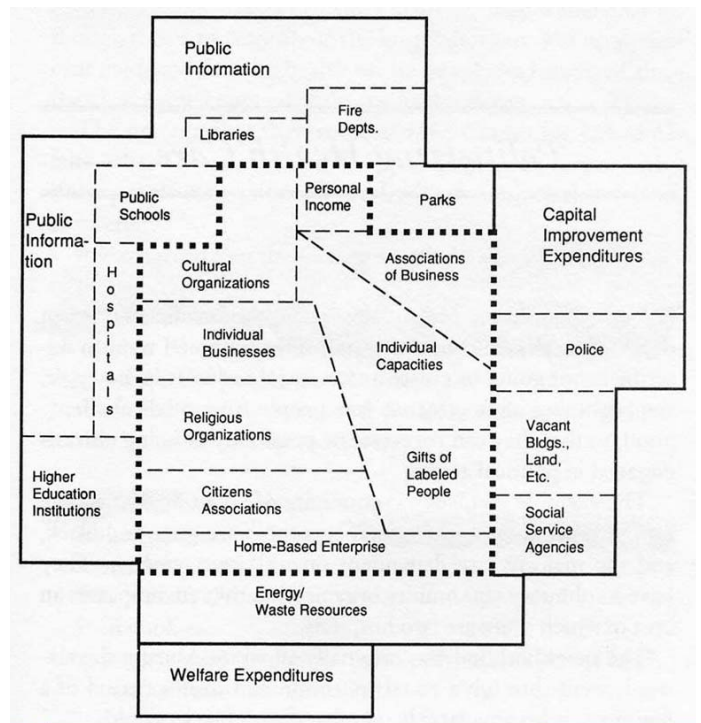 Public
Information
Libraries
Fire
Depts.
Public
Schools
Personal
Income
Parks
Public
Informa-
tion
Hoptils
Capital
Improvement
Expenditures
Cultural
Organizations
Associations
of Business
Individual
Businesses
Individual
Capacities
Police
Religious
Organizations
Gifts of
Labeled
People
Vacant
Bldgs.,
Land,
Etc.
Higher
Education
Institutions
Citizens
Associations
Social
Service
Agencies
Home-Based Enterprise
Energy/
Waste Resources
Welfare Expenditures